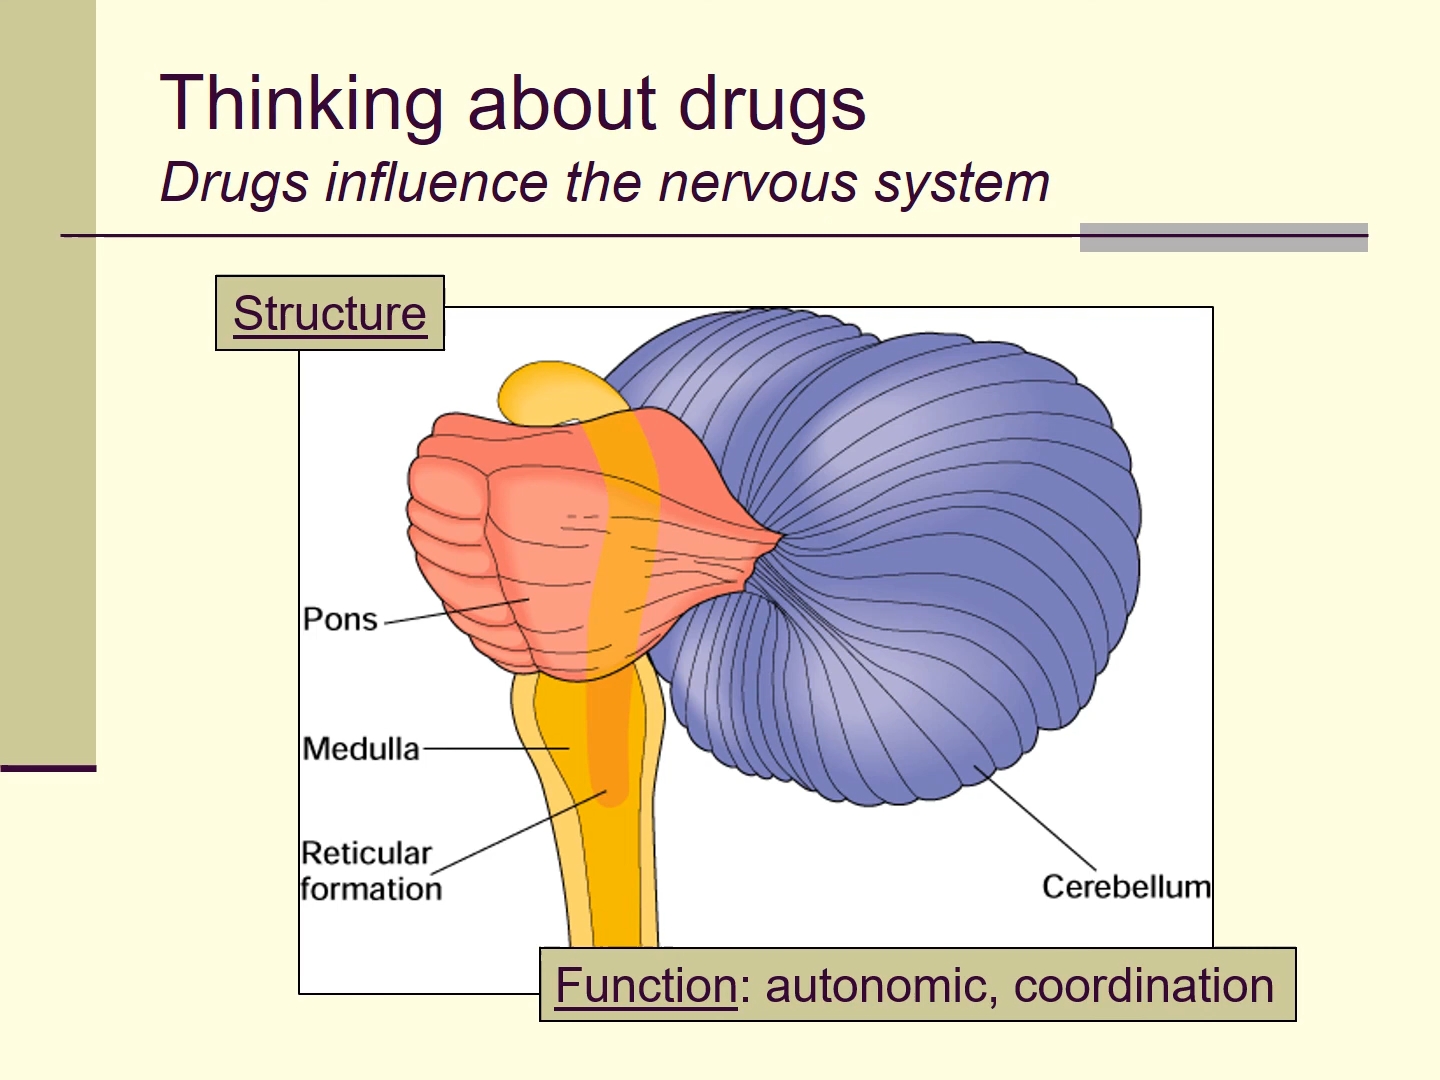 Thinking about drugs
Drugs influence the nervous system
Structure
Pons
Medulla
Reticular
formation
Cerebellum
Function: autonomic, coordination